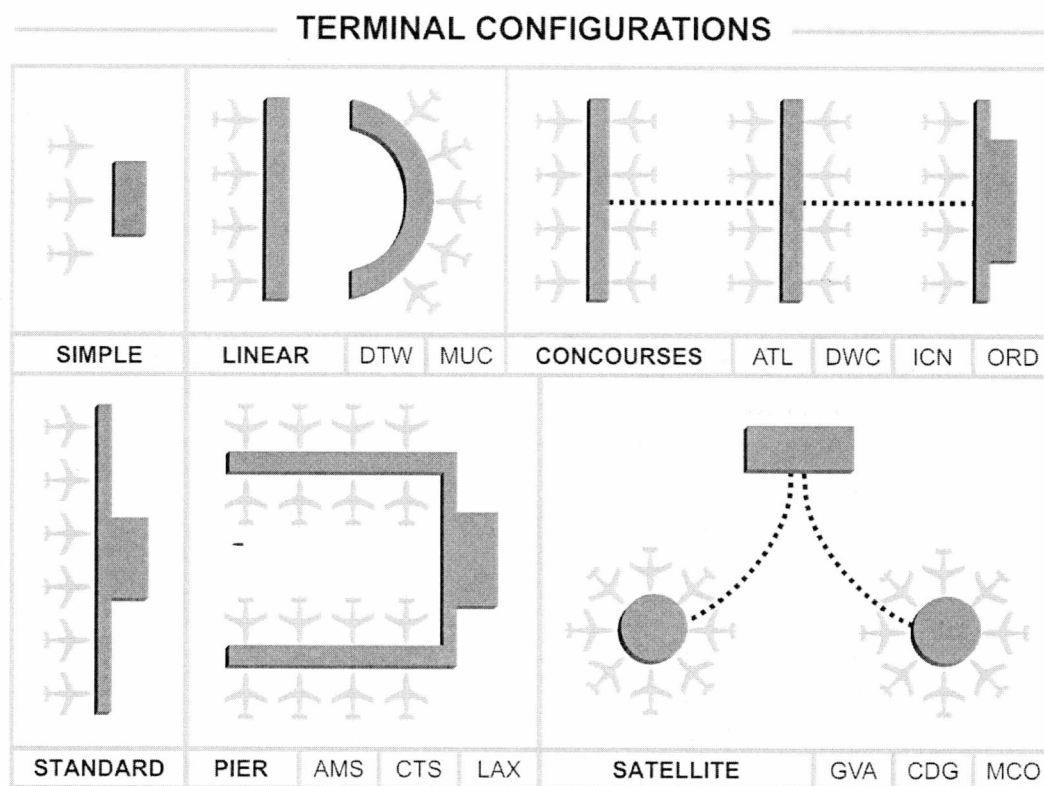 TERMINAL CONFIGURATIONS
SIMPLE LINEAR DTW MUC CONCOURSES ATL DWC ICN ORD
STANDARD PIER AMS CTS LAX SATELLITE GVA CDG MCO